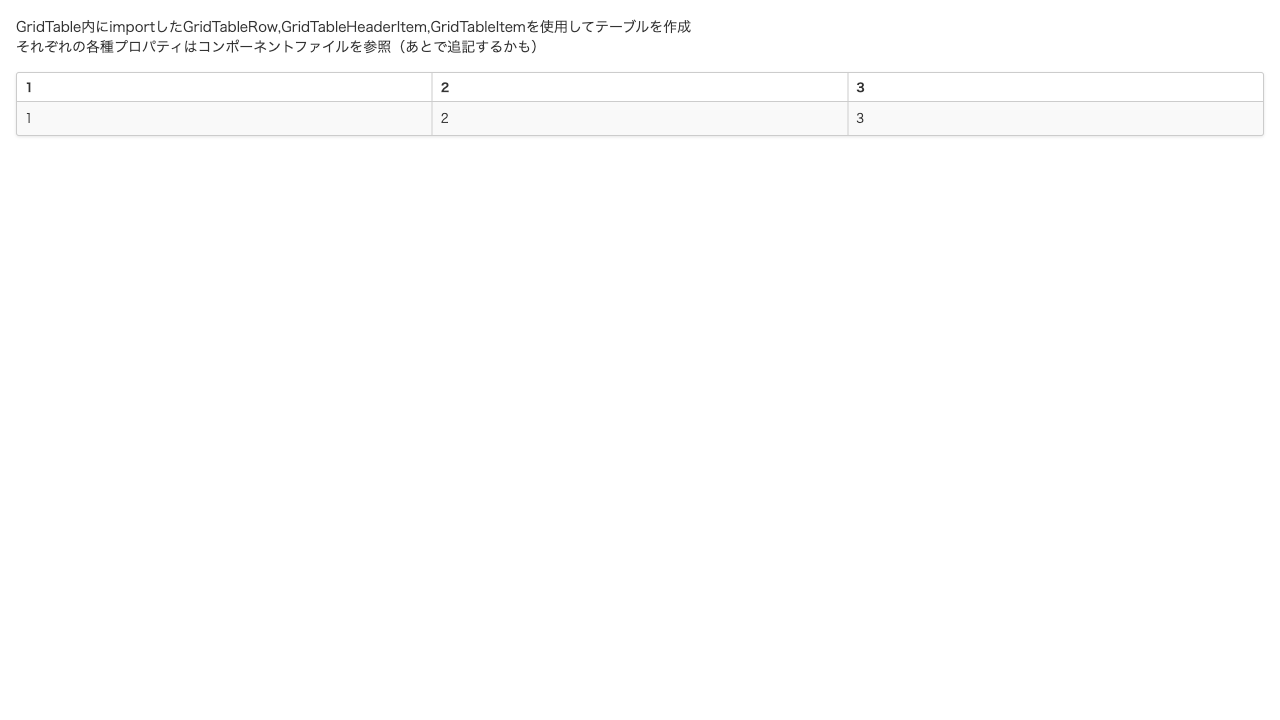 GridTable内にimportしたGridTableRow,GridTableHeaderItem,GridTableItemを使用してテーブルを作成
それぞれの各種プロパティはコンポーネントファイルを参照（あとで追記するかも）
1 2 3
1 2 3